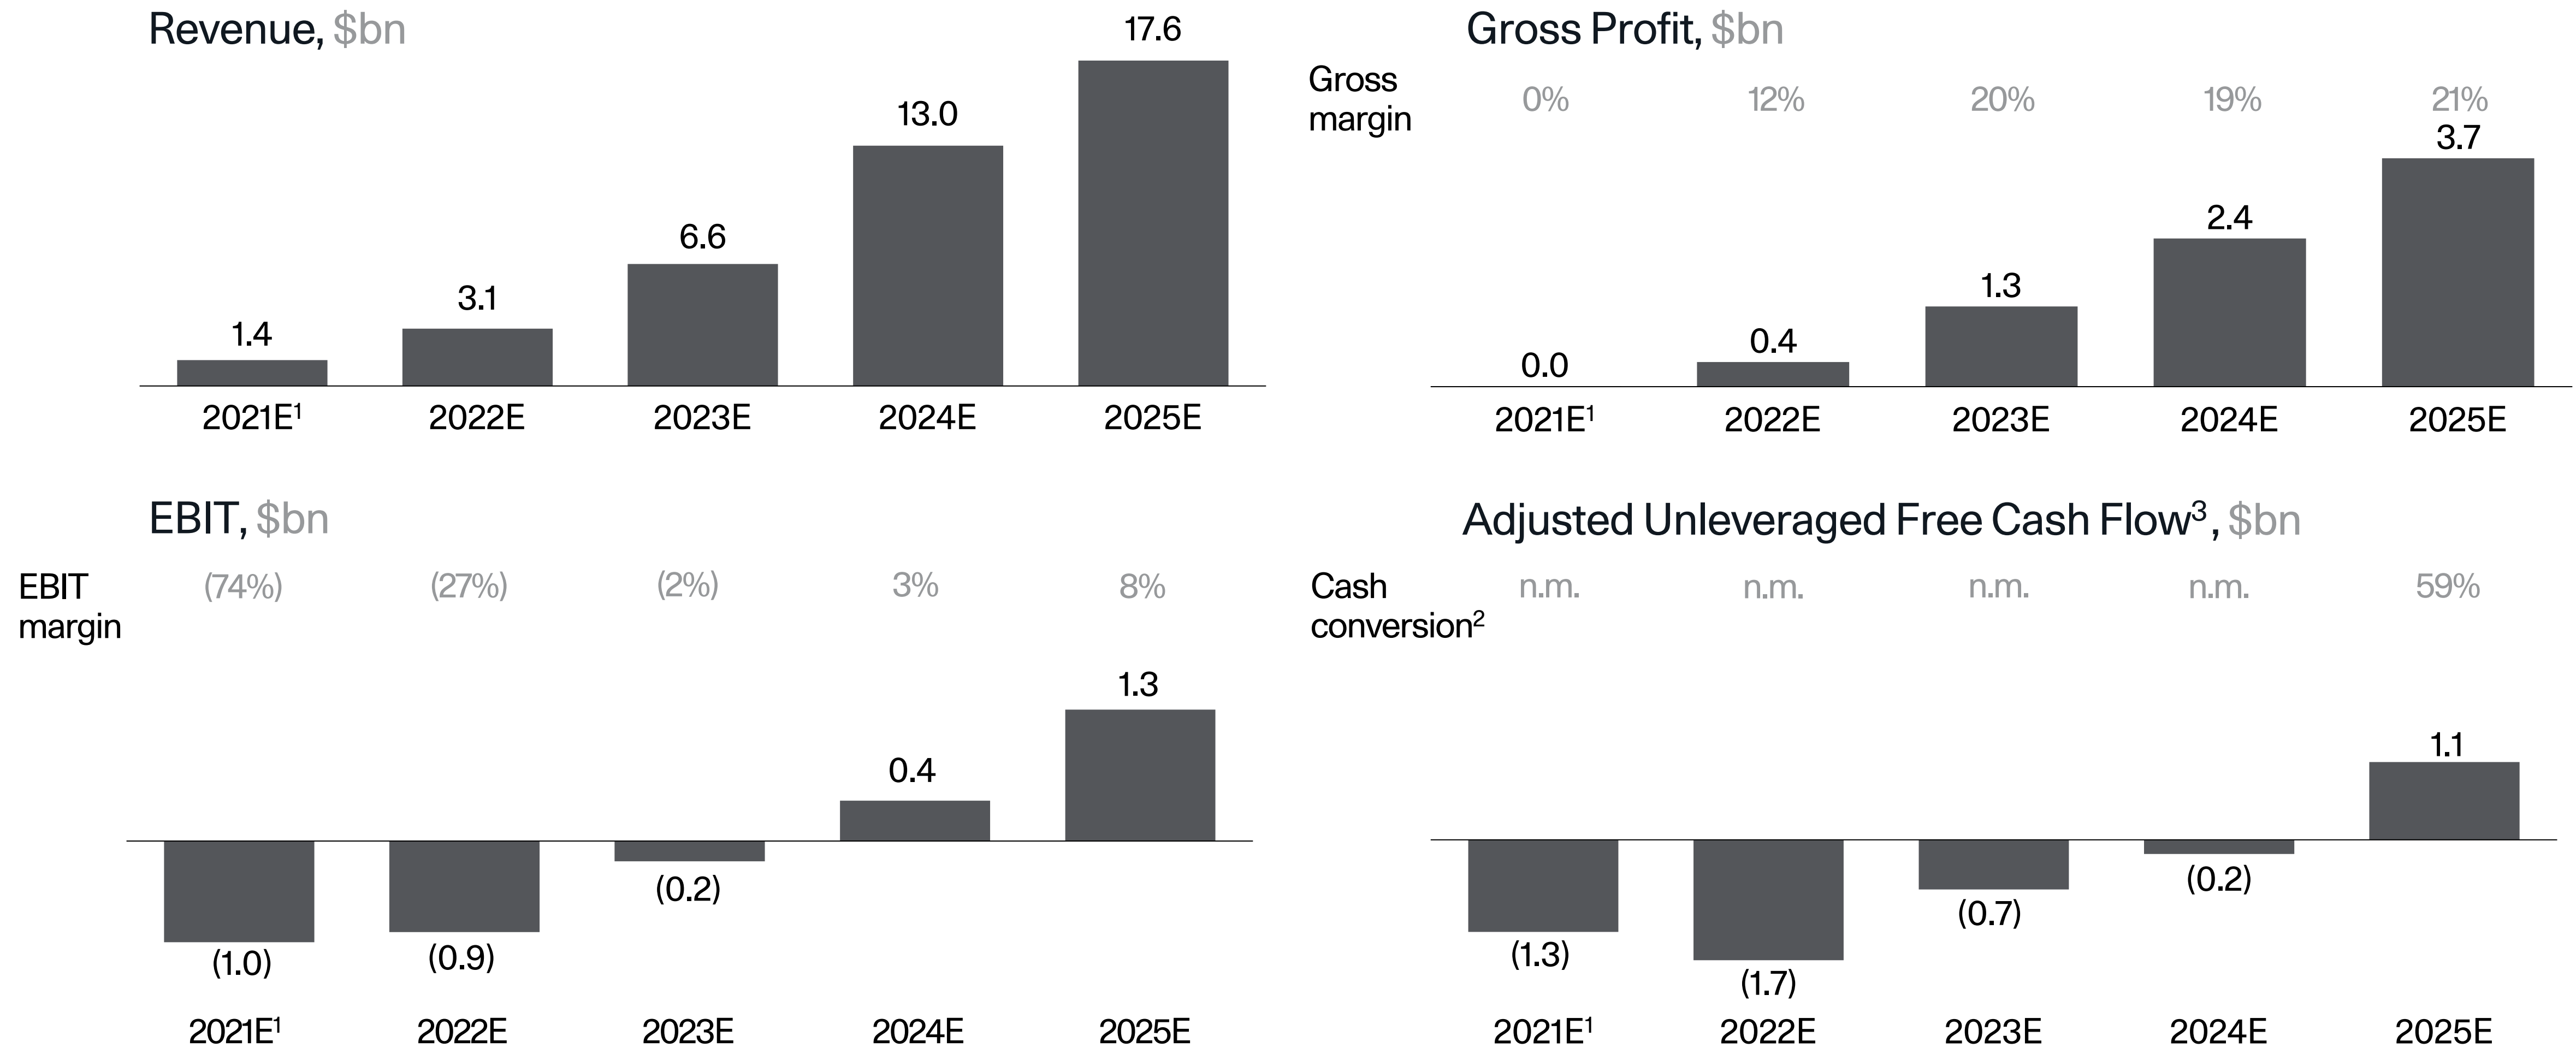 Revenue, $bn
1.4
3.1
6.6
13.0
17.6
2021E¹
2022E
2023E
2024E
2025E
Gross Profit, $bn
Gross
margin
0%
12%
20%
19%
21%
0.0
0.4
1.3
2.4
3.7
2021E¹
2022E
2023E
2024E
2025E
EBIT, $bn
EBIT
margin
(74%)
(27%)
(2%)
3%
8%
(1.0)
(0.9)
(0.2)
0.4
1.3
2021E¹
2022E
2023E
2024E
2025E
Adjusted Unleveraged Free Cash Flow³, $bn
Cash
conversion²
n.m.
n.m.
n.m.
n.m.
59%
(1.3)
(1.7)
(0.7)
(0.2)
1.1
2021E¹
2022E
2023E
2024E
2025E